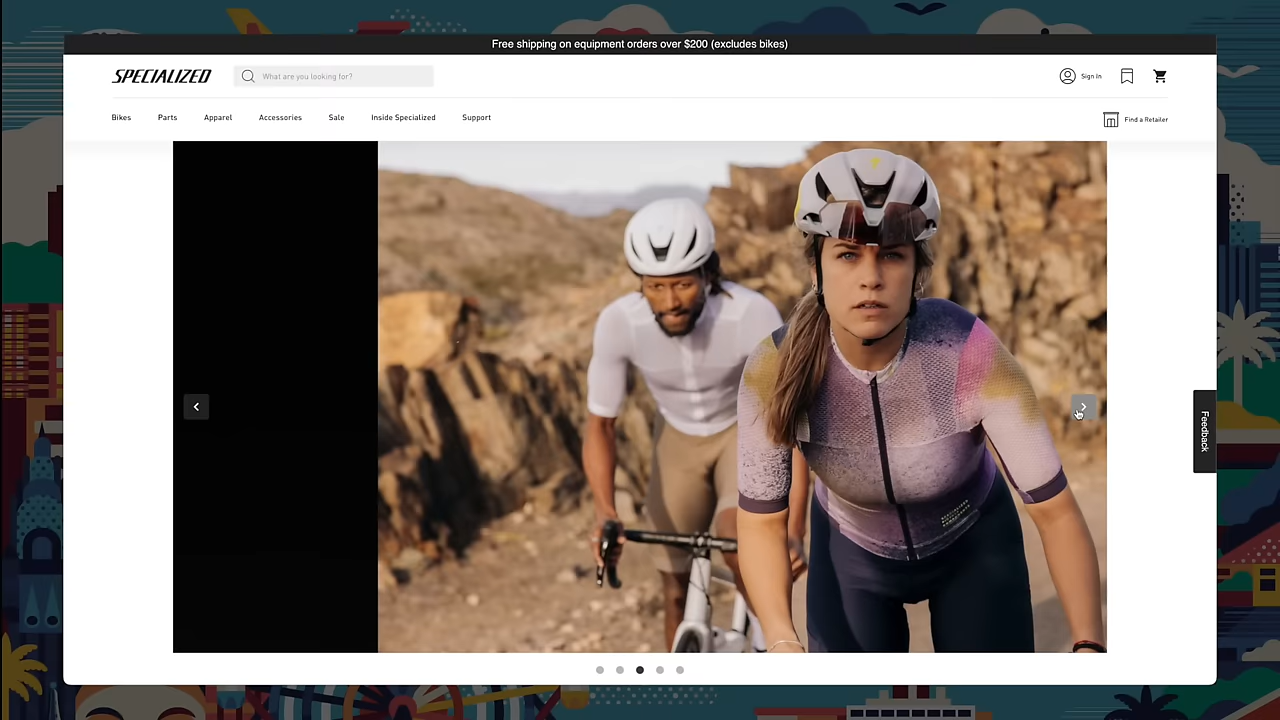 Free shipping on equipment orders over $200 (excludes bikes)
SPECIALIZED
What are you looking for?
Sign In
Bikes
Parts
Apparel
Accessories
Sale
Inside Specialized
Support
Find a Retailer
Feedback